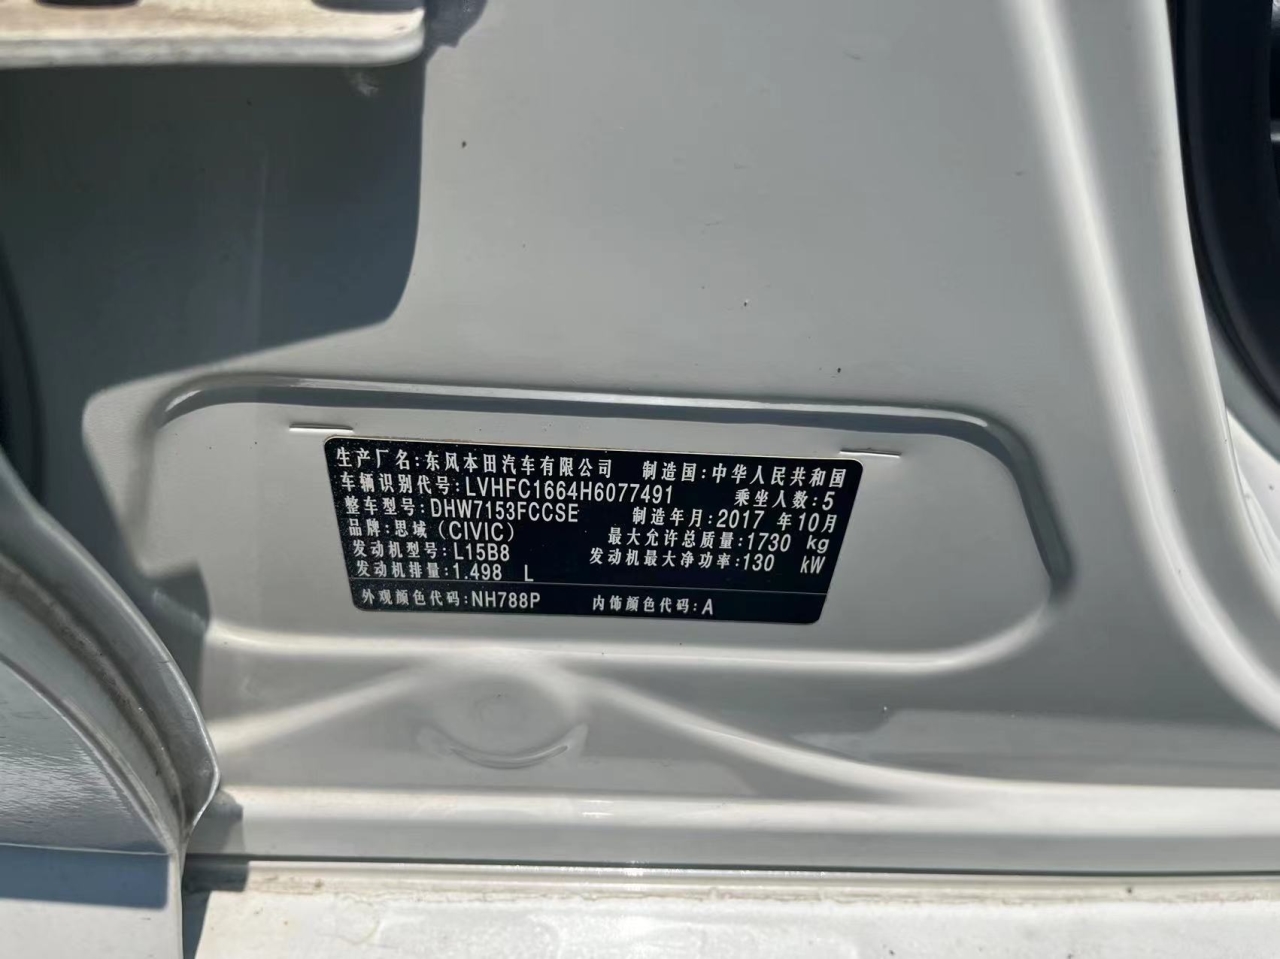 生产厂名:东风本田汽车有限公司 制造国:中华人民共和国
车辆识别代号:LVHFC1664H6077491 乘坐人数:5
整车型号:DHW7153FCCSE 制造年月:2017 年10月
品牌:思域(CIVIC) 最大允许总质量:1730 kg
发动机型号:L15B8 发动机最大净功率:130 kW
发动机排量:1.498 L
外观颜色代码:NH788P 内饰颜色代码:A